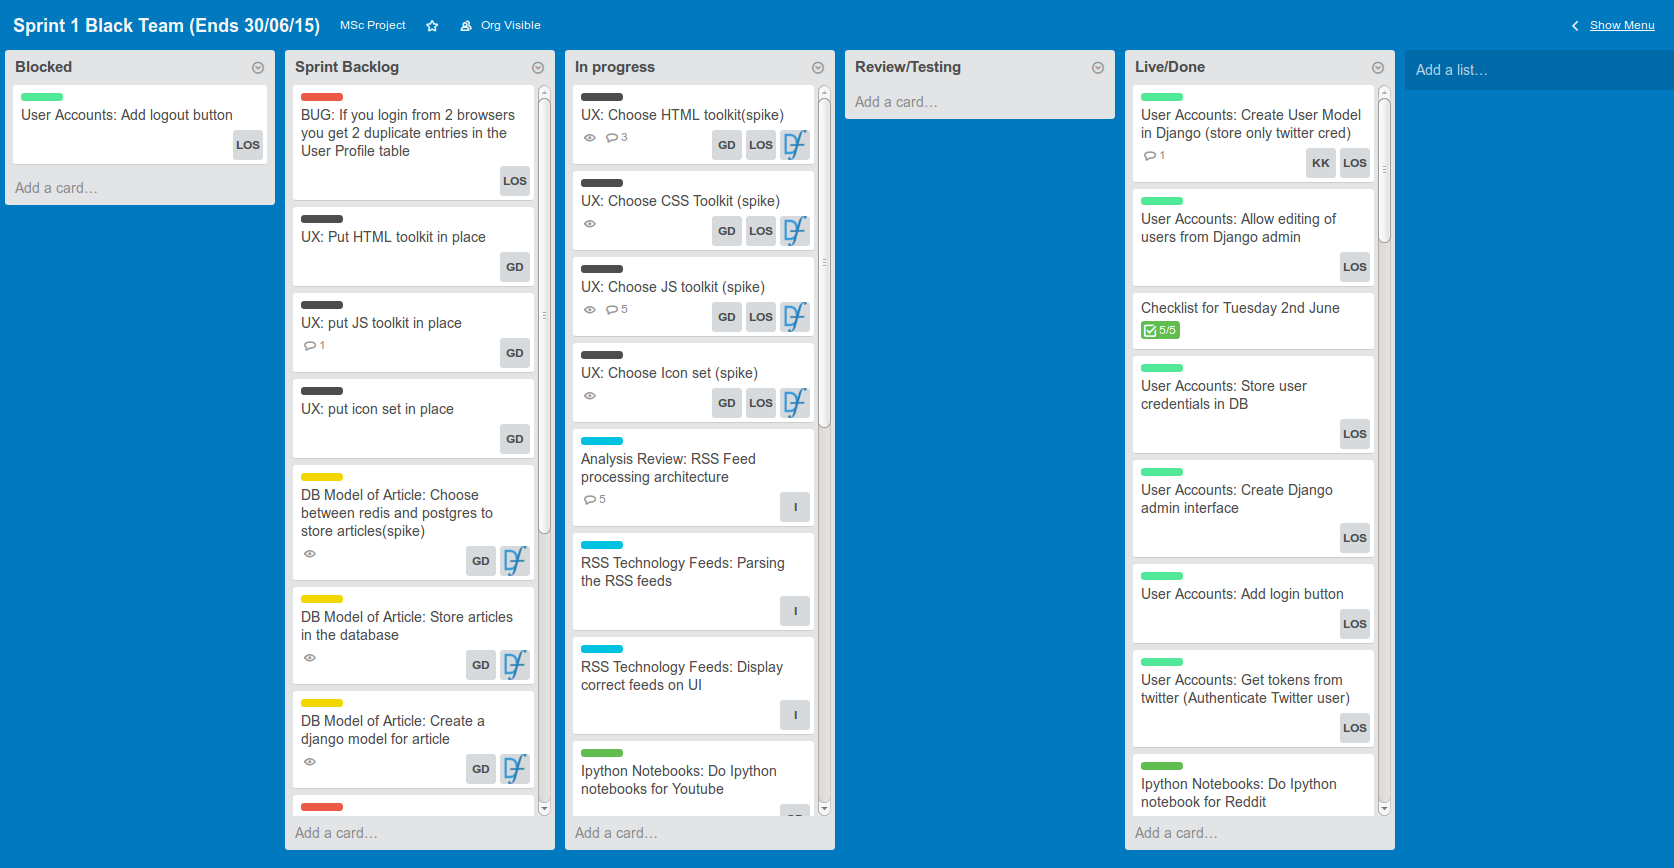 Sprint 1 Black Team (Ends 30/06/15)
MSc Project
Org Visible
Show Menu
Blocked
User Accounts: Add logout button
LOS
Add a card…
Sprint Backlog
BUG: If you login from 2 browsers
you get 2 duplicate entries in the
User Profile table
LOS
UX: Put HTML toolkit in place
GD
UX: put JS toolkit in place
1
GD
UX: put icon set in place
GD
DB Model of Article: Choose
between redis and postgres to
store articles(spike)
GD
DB Model of Article: Store articles
in the database
GD
DB Model of Article: Create a
django model for article
GD
Add a card…
In progress
UX: Choose HTML toolkit(spike)
3
GD LOS
UX: Choose CSS Toolkit (spike)
GD LOS
UX: Choose JS toolkit (spike)
5
GD LOS
UX: Choose Icon set (spike)
GD LOS
Analysis Review: RSS Feed
processing architecture
5
I
RSS Technology Feeds: Parsing
the RSS feeds
I
RSS Technology Feeds: Display
correct feeds on UI
I
Ipython Notebooks: Do Ipython
notebooks for Youtube
Add a card…
Review/Testing
Add a card…
Live/Done
User Accounts: Create User Model
in Django (store only twitter cred)
1
KK LOS
User Accounts: Allow editing of
users from Django admin
LOS
Checklist for Tuesday 2nd June
5/5
User Accounts: Store user
credentials in DB
LOS
User Accounts: Create Django
admin interface
LOS
User Accounts: Add login button
LOS
User Accounts: Get tokens from
twitter (Authenticate Twitter user)
LOS
Ipython Notebooks: Do Ipython
notebook for Reddit
Add a card…
Add a list…